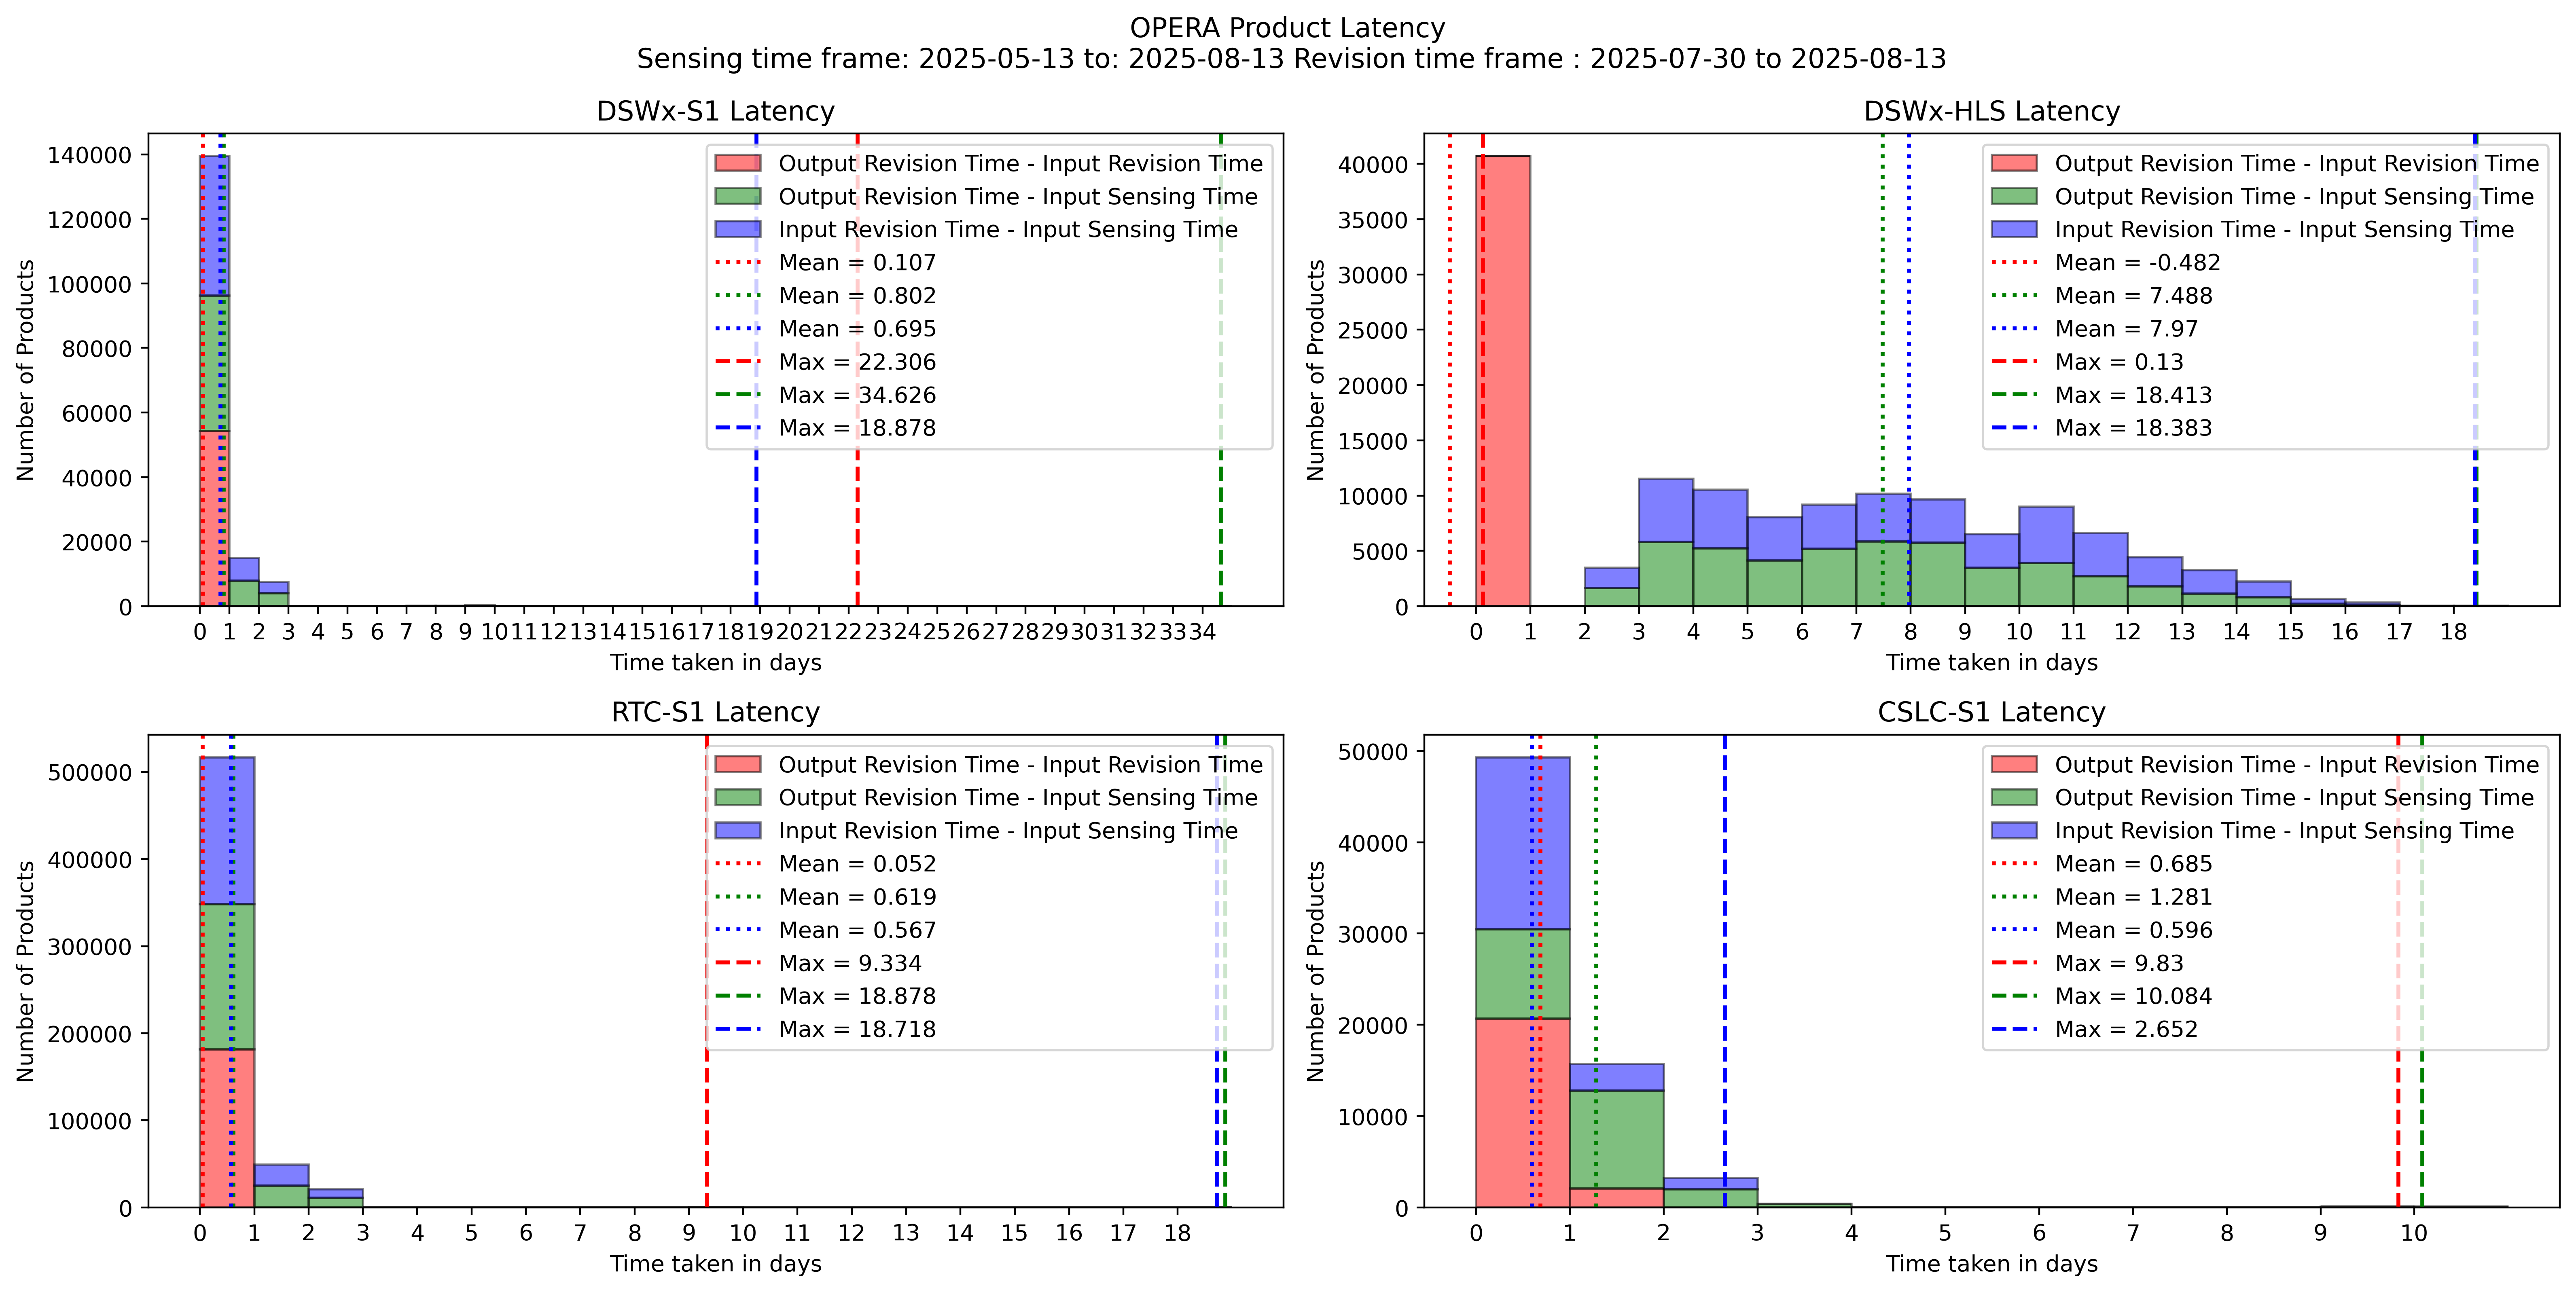 OPERA Product Latency
Sensing time frame: 2025-05-13 to: 2025-08-13 Revision time frame : 2025-07-30 to 2025-08-13
DSWx-S1 Latency
Number of Products
140000
120000
100000
80000
60000
40000
20000
0
Output Revision Time - Input Revision Time
Output Revision Time - Input Sensing Time
Input Revision Time - Input Sensing Time
Mean = 0.107
Mean = 0.802
Mean = 0.695
Max = 22.306
Max = 34.626
Max = 18.878
0 1 2 3 4 5 6 7 8 9 10 11 12 13 14 15 16 17 18 19 20 21 22 23 24 25 26 27 28 29 30 31 32 33 34
Time taken in days
DSWx-HLS Latency
Number of Products
40000
35000
30000
25000
20000
15000
10000
5000
0
Output Revision Time - Input Revision Time
Output Revision Time - Input Sensing Time
Input Revision Time - Input Sensing Time
Mean = -0.482
Mean = 7.488
Mean = 7.97
Max = 0.13
Max = 18.413
Max = 18.383
0 1 2 3 4 5 6 7 8 9 10 11 12 13 14 15 16 17 18
Time taken in days
RTC-S1 Latency
Number of Products
500000
400000
300000
200000
100000
0
Output Revision Time - Input Revision Time
Output Revision Time - Input Sensing Time
Input Revision Time - Input Sensing Time
Mean = 0.052
Mean = 0.619
Mean = 0.567
Max = 9.334
Max = 18.878
Max = 18.718
0 1 2 3 4 5 6 7 8 9 10 11 12 13 14 15 16 17 18
Time taken in days
CSLC-S1 Latency
Number of Products
50000
40000
30000
20000
10000
0
Output Revision Time - Input Revision Time
Output Revision Time - Input Sensing Time
Input Revision Time - Input Sensing Time
Mean = 0.685
Mean = 1.281
Mean = 0.596
Max = 9.83
Max = 10.084
Max = 2.652
0 1 2 3 4 5 6 7 8 9 10
Time taken in days